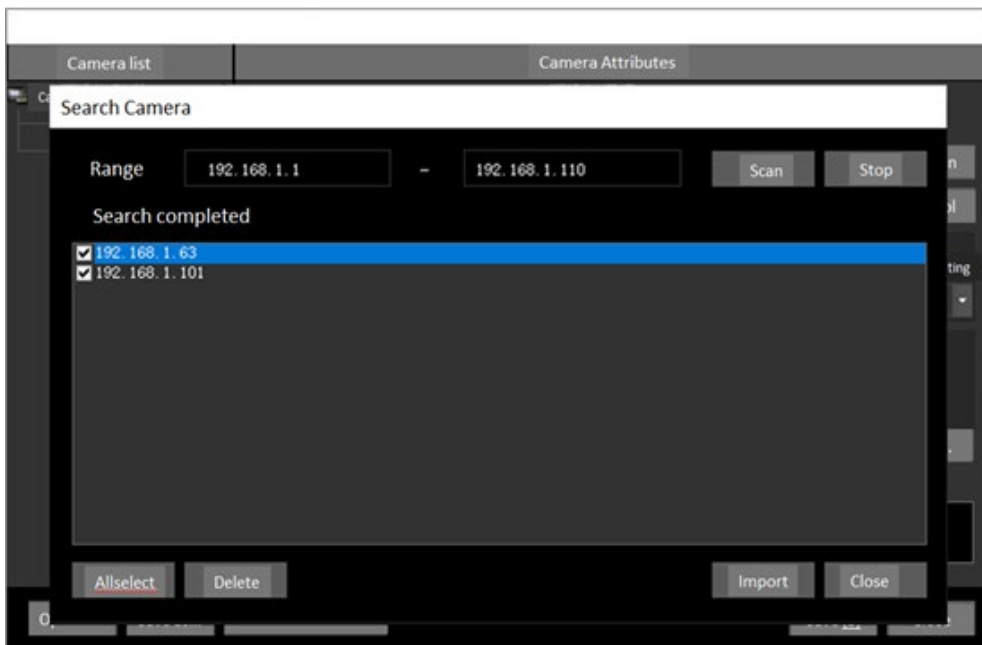 Camera list
Camera Attributes
Search Camera
Range 192.168.1.1 - 192.168.1.110 Scan Stop
Search completed
192.168.1.63
192.168.1.101
ting
Allselect Delete Import Close